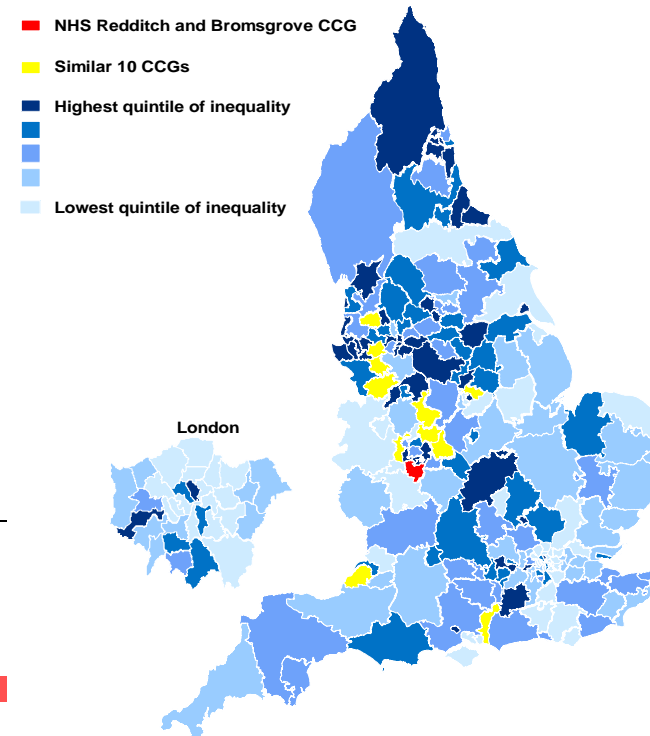 NHS Redditch and Bromsgrove CCG
Similar 10 CCGs
Highest quintile of inequality
Lowest quintile of inequality
London